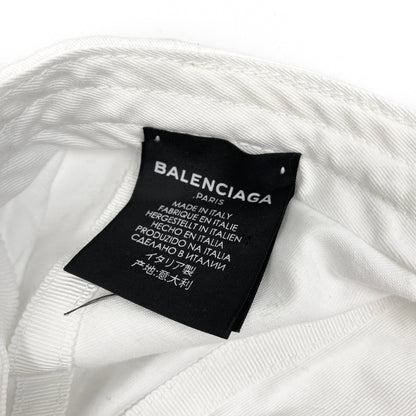 BALENCIAGA
PARIS
MADE IN ITALY
FABRIQUE EN ITALIE
HERGESTELLT IN ITALIEN
HECHO EN ITALIA
PRODUZIDO NA ITALIA
СДЕЛАНО В ИТАЛИИ
イタリア製
产地:意大利